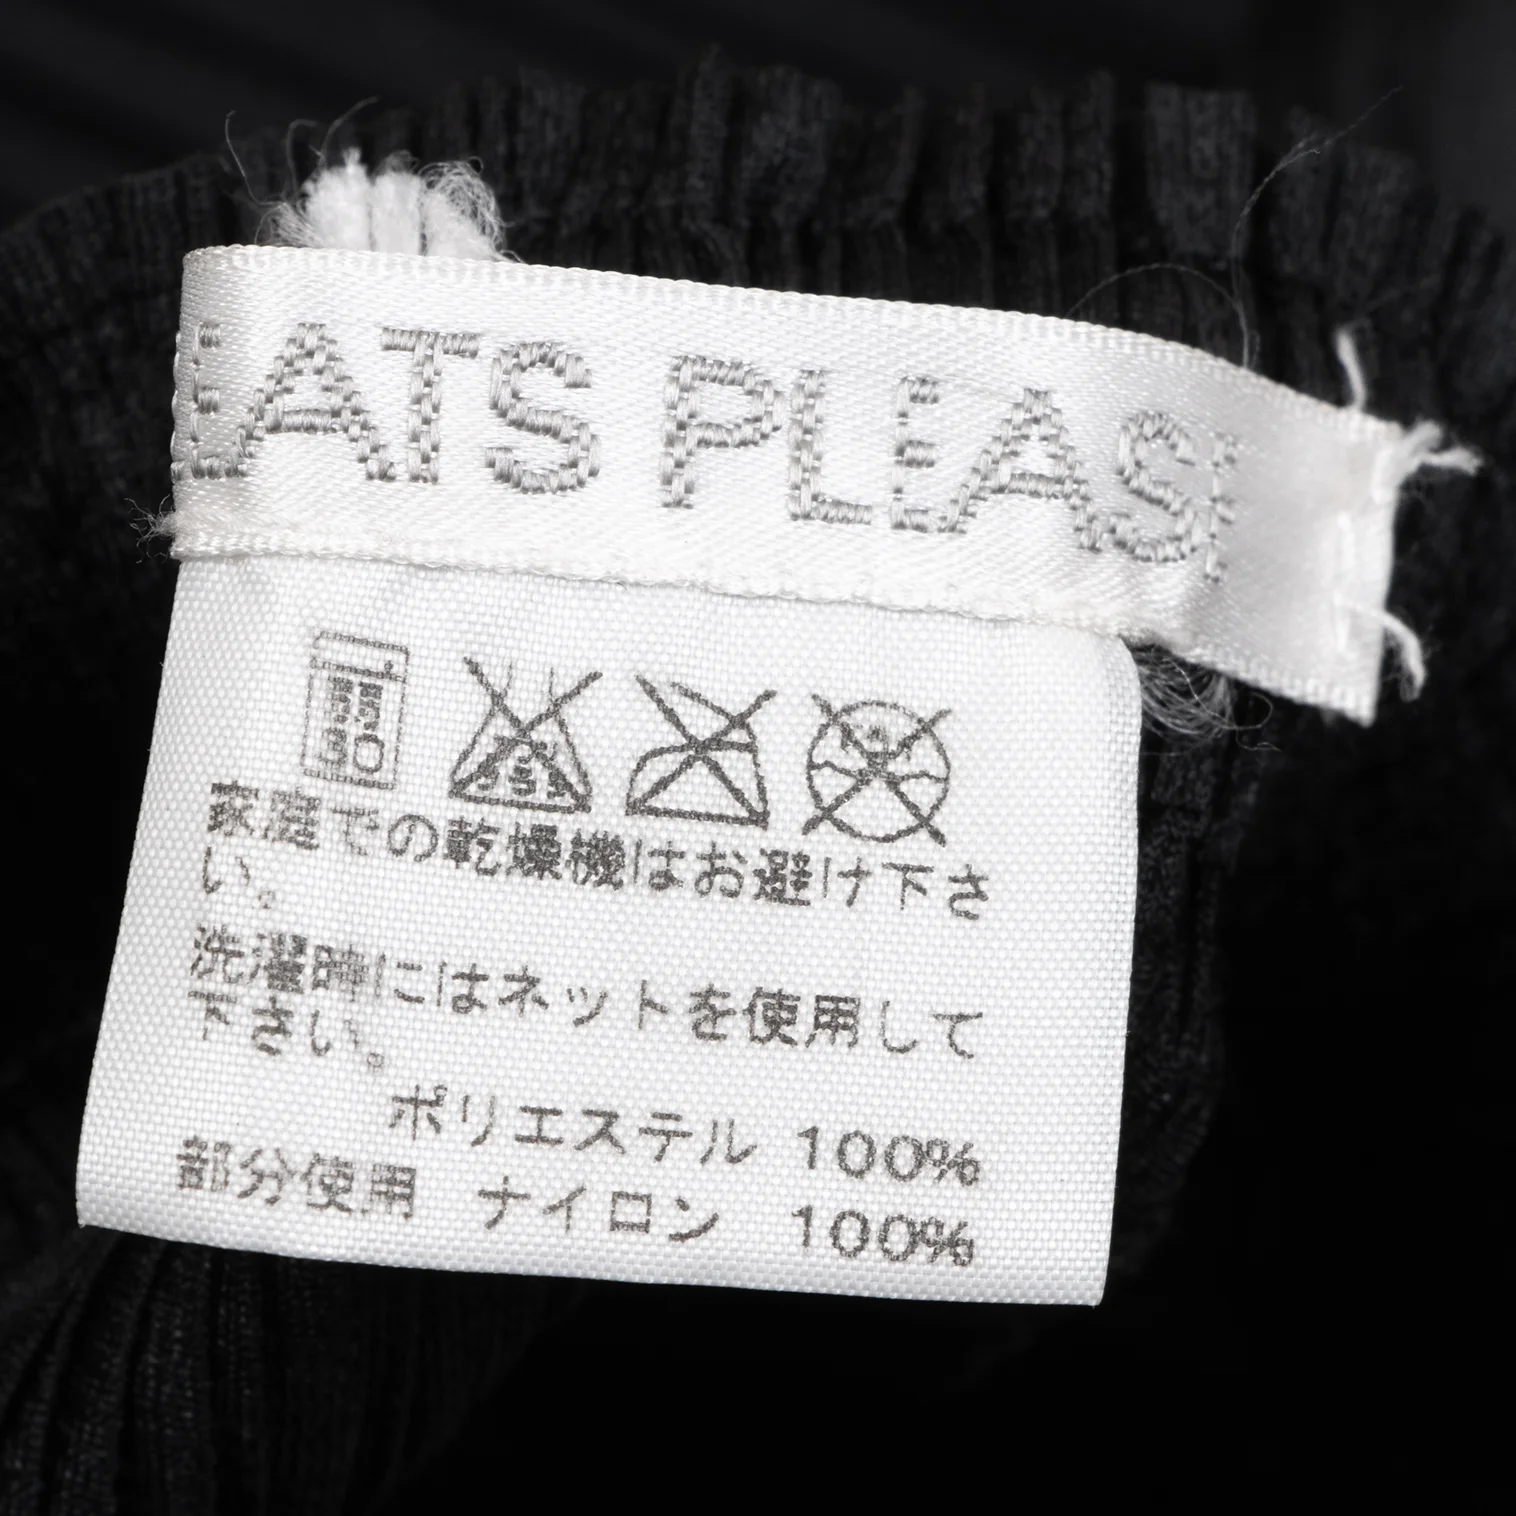 EATS PLEASE
30
家庭での乾燥機はお避け下さ
い。
洗濯時にはネットを使用して
下さい。
ポリエステル 100%
部分使用 ナイロン 100%